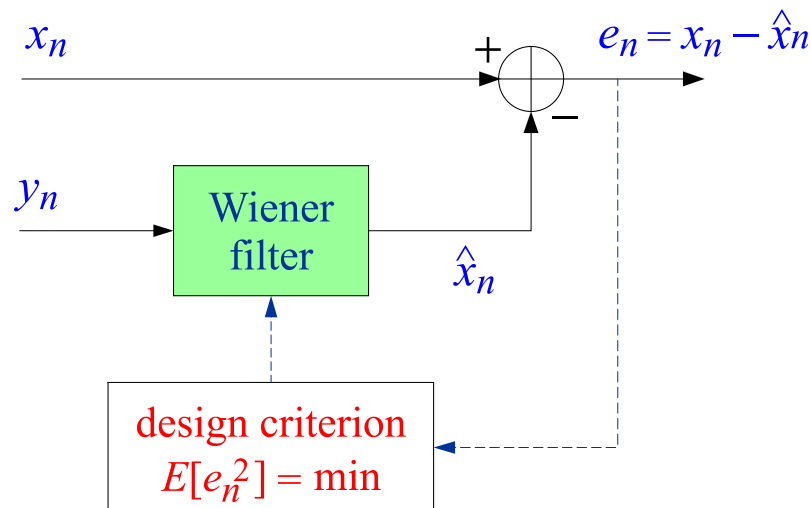 xₙ
+
eₙ = xₙ − x̂n
−
yₙ
Wiener
filter
x̂ₙ
design criterion
E[eₙ²] = min